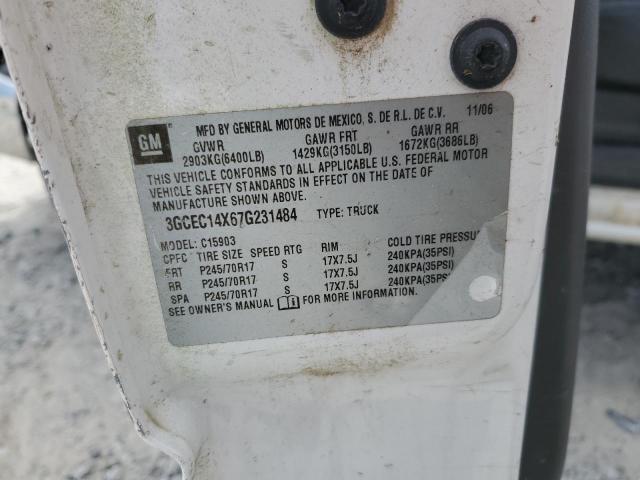 GM
MFD BY GENERAL MOTORS DE MEXICO, S. DE R.L. DE C.V. 11/06
GVWR GAWR FRT GAWR RR
2903KG(6400LB) 1429KG(3150LB) 1672KG(3686LB)
THIS VEHICLE CONFORMS TO ALL APPLICABLE U.S. FEDERAL MOTOR
VEHICLE SAFETY STANDARDS IN EFFECT ON THE DATE OF
MANUFACTURE SHOWN ABOVE.
3GCEC14X67G231484 TYPE: TRUCK
MODEL: C15903
CPFC TIRE SIZE SPEED RTG RIM COLD TIRE PRESSURE
FRT P245/70R17 S 17X7.5J 240KPA(35PSI)
RR P245/70R17 S 17X7.5J 240KPA(35PSI)
SPA P245/70R17 S 17X7.5J 240KPA(35PSI)
SEE OWNER'S MANUAL FOR MORE INFORMATION.